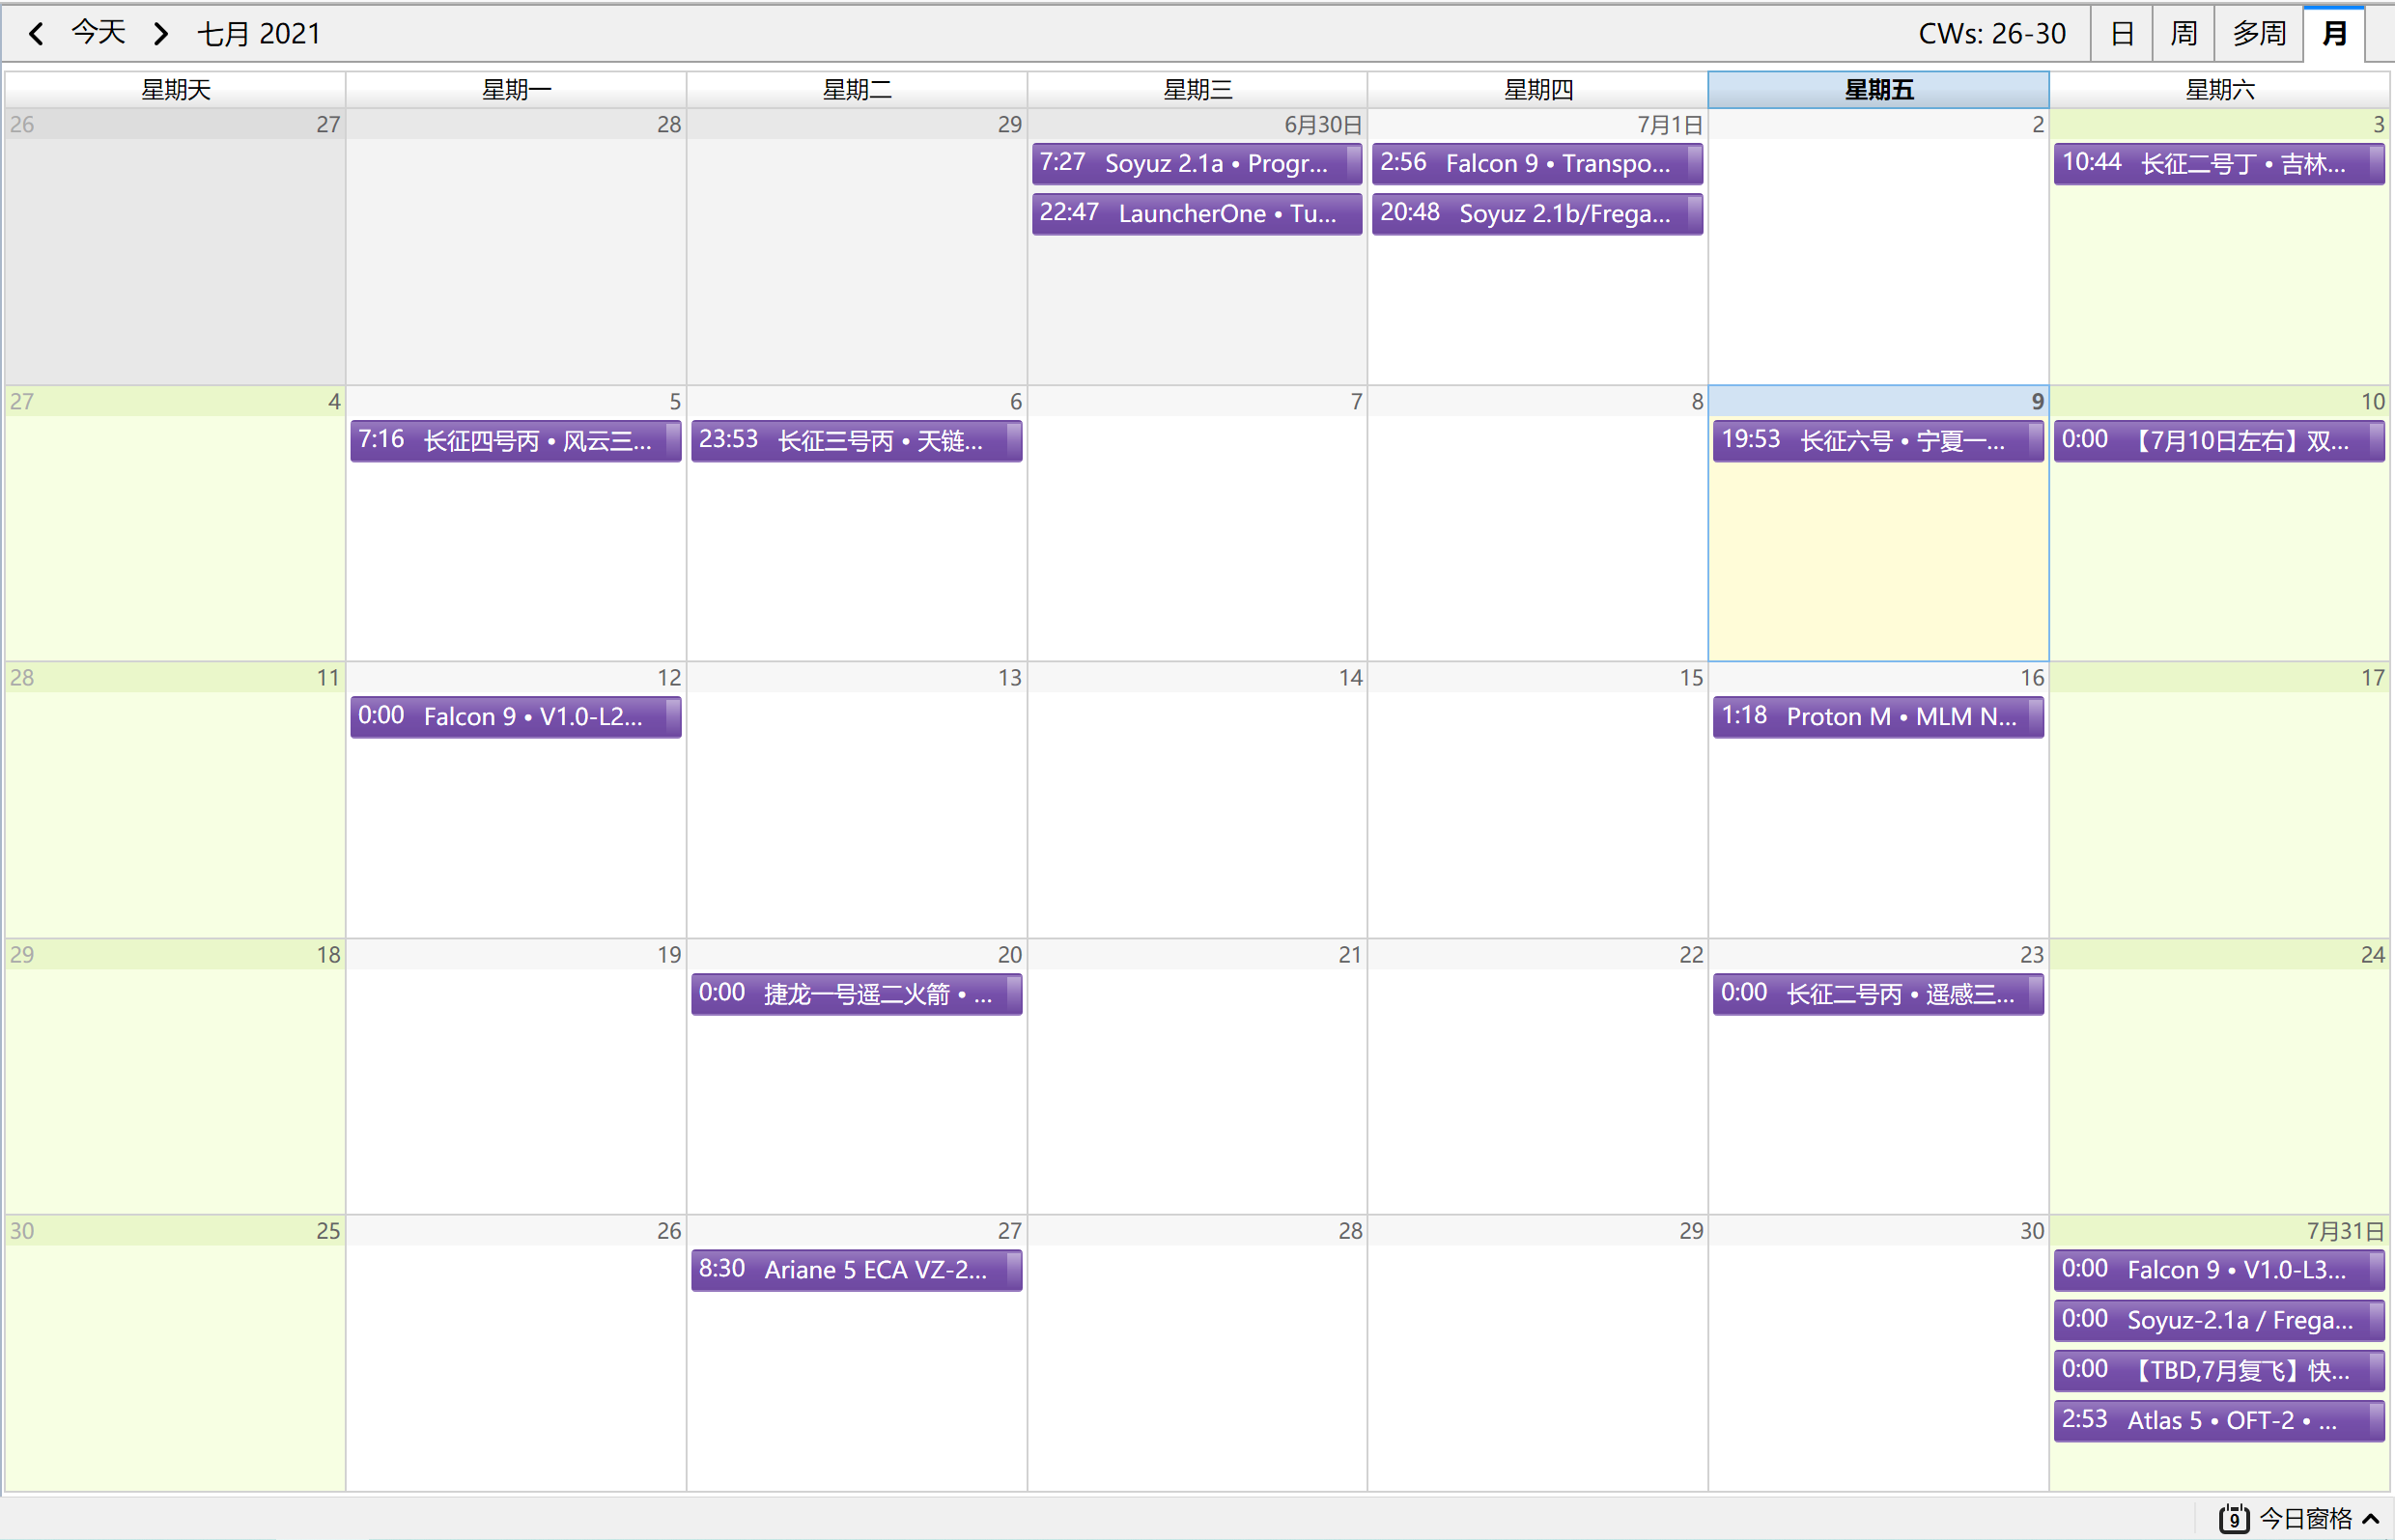 今天 七月 2021 CWs: 26-30 日 周 多周 月
星期天 星期一 星期二 星期三 星期四 星期五 星期六
26 27 28 29 6月30日 7月1日 2 3
7:27 Soyuz 2.1a • Progr... 2:56 Falcon 9 • Transpo... 10:44 长征二号丁 • 吉林...
22:47 LauncherOne • Tu... 20:48 Soyuz 2.1b/Frega...
27 4 5 6 7 8 9 10
7:16 长征四号丙 • 风云三... 23:53 长征三号丙 • 天链... 19:53 长征六号 • 宁夏一... 0:00 【7月10日左右】双...
28 11 12 13 14 15 16 17
0:00 Falcon 9 • V1.0-L2... 1:18 Proton M • MLM N...
29 18 19 20 21 22 23 24
0:00 捷龙一号遥二火箭 • ... 0:00 长征二号丙 • 遥感三...
30 25 26 27 28 29 30 7月31日
8:30 Ariane 5 ECA VZ-2... 0:00 Falcon 9 • V1.0-L3...
0:00 Soyuz-2.1a / Frega...
0:00 【TBD,7月复飞】快...
2:53 Atlas 5 • OFT-2 • ...
9 今日窗格